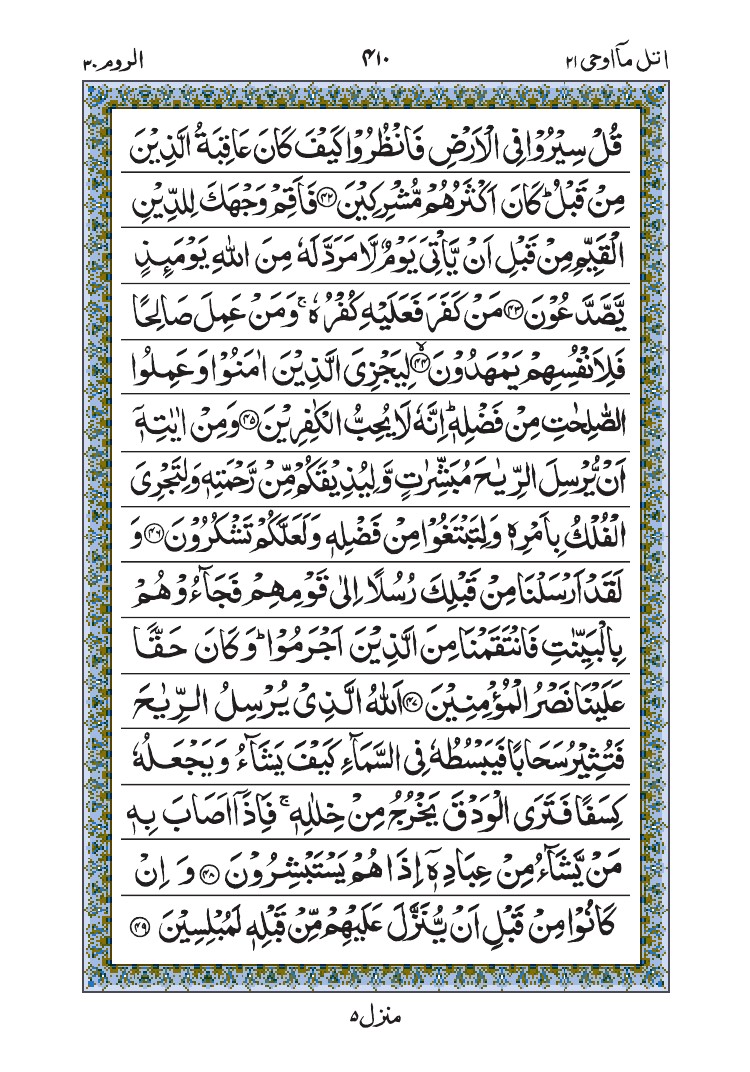 اتل ماۤاوحی ۲۱ ۴۱۰ الروم ۳۰
قُلْ سِیْرُوْا فِی الْاَرْضِ فَانْظُرُوْا كَیْفَ كَانَ عَاقِبَةُ الَّذِیْنَ
مِنْ قَبْلُ ؕ كَانَ اَكْثَرُهُمْ مُّشْرِكِیْنَ ﴿۴۲﴾ فَاَقِمْ وَجْهَكَ لِلدِّیْنِ
الْقَیِّمِ مِنْ قَبْلِ اَنْ یَّاْتِیَ یَوْمٌ لَّا مَرَدَّ لَهٗ مِنَ اللّٰهِ یَوْمَىِٕذٍ
یَّصَّدَّعُوْنَ ﴿۴۳﴾ مَنْ كَفَرَ فَعَلَیْهِ كُفْرُهٗ ۚ وَمَنْ عَمِلَ صَالِحًا
فَلِاَنْفُسِهِمْ یَمْهَدُوْنَ ﴿۴۴﴾ لِیَجْزِیَ الَّذِیْنَ اٰمَنُوْا وَعَمِلُوا
الصّٰلِحٰتِ مِنْ فَضْلِهٖ ؕ اِنَّهٗ لَا یُحِبُّ الْكٰفِرِیْنَ ﴿۴۵﴾ وَمِنْ اٰیٰتِهٖۤ
اَنْ یُّرْسِلَ الرِّیٰحَ مُبَشِّرٰتٍ وَّلِیُذِیْقَكُمْ مِّنْ رَّحْمَتِهٖ وَلِتَجْرِیَ
الْفُلْكُ بِاَمْرِهٖ وَلِتَبْتَغُوْا مِنْ فَضْلِهٖ وَلَعَلَّكُمْ تَشْكُرُوْنَ ﴿۴۶﴾ وَ
لَقَدْ اَرْسَلْنَا مِنْ قَبْلِكَ رُسُلًا اِلٰی قَوْمِهِمْ فَجَآءُوْهُمْ
بِالْبَیِّنٰتِ فَانْتَقَمْنَا مِنَ الَّذِیْنَ اَجْرَمُوْا ؕ وَكَانَ حَقًّا
عَلَیْنَا نَصْرُ الْمُؤْمِنِیْنَ ﴿۴۷﴾ اَللّٰهُ الَّذِیْ یُرْسِلُ الرِّیٰحَ
فَتُثِیْرُ سَحَابًا فَیَبْسُطُهٗ فِی السَّمَآءِ كَیْفَ یَشَآءُ وَیَجْعَلُهٗ
كِسَفًا فَتَرَی الْوَدْقَ یَخْرُجُ مِنْ خِلٰلِهٖ ۚ فَاِذَاۤ اَصَابَ بِهٖ
مَنْ یَّشَآءُ مِنْ عِبَادِهٖۤ اِذَا هُمْ یَسْتَبْشِرُوْنَ ﴿۴۸﴾ وَ اِنْ
كَانُوْا مِنْ قَبْلِ اَنْ یُّنَزَّلَ عَلَیْهِمْ مِّنْ قَبْلِهٖ لَمُبْلِسِیْنَ ﴿۴۹﴾
منزل ۵